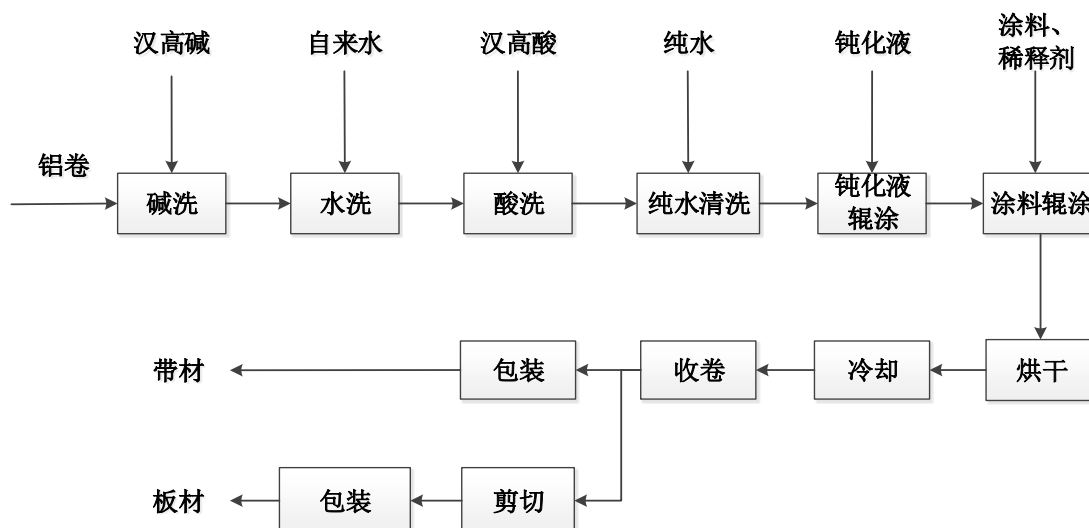 汉高碱
自来水
汉高酸
纯水
钝化液
涂料、
稀释剂
铝卷
碱洗
水洗
酸洗
纯水清洗
钝化液
辊涂
涂料辊涂
带材
包装
收卷
冷却
烘干
板材
包装
剪切